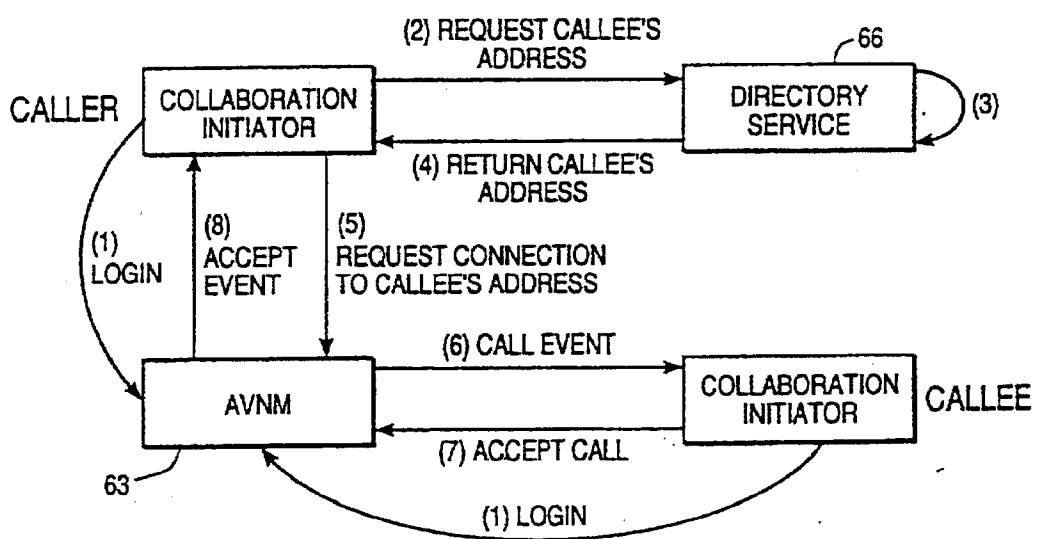 (2) REQUEST CALLEE'S
ADDRESS
66
CALLER
COLLABORATION
INITIATOR
DIRECTORY
SERVICE
(3)
(4) RETURN CALLEE'S
ADDRESS
(1)
LOGIN
(8)
ACCEPT
EVENT
(5)
REQUEST CONNECTION
TO CALLEE'S ADDRESS
(6) CALL EVENT
AVNM
COLLABORATION
INITIATOR
CALLEE
(7) ACCEPT CALL
63
(1) LOGIN